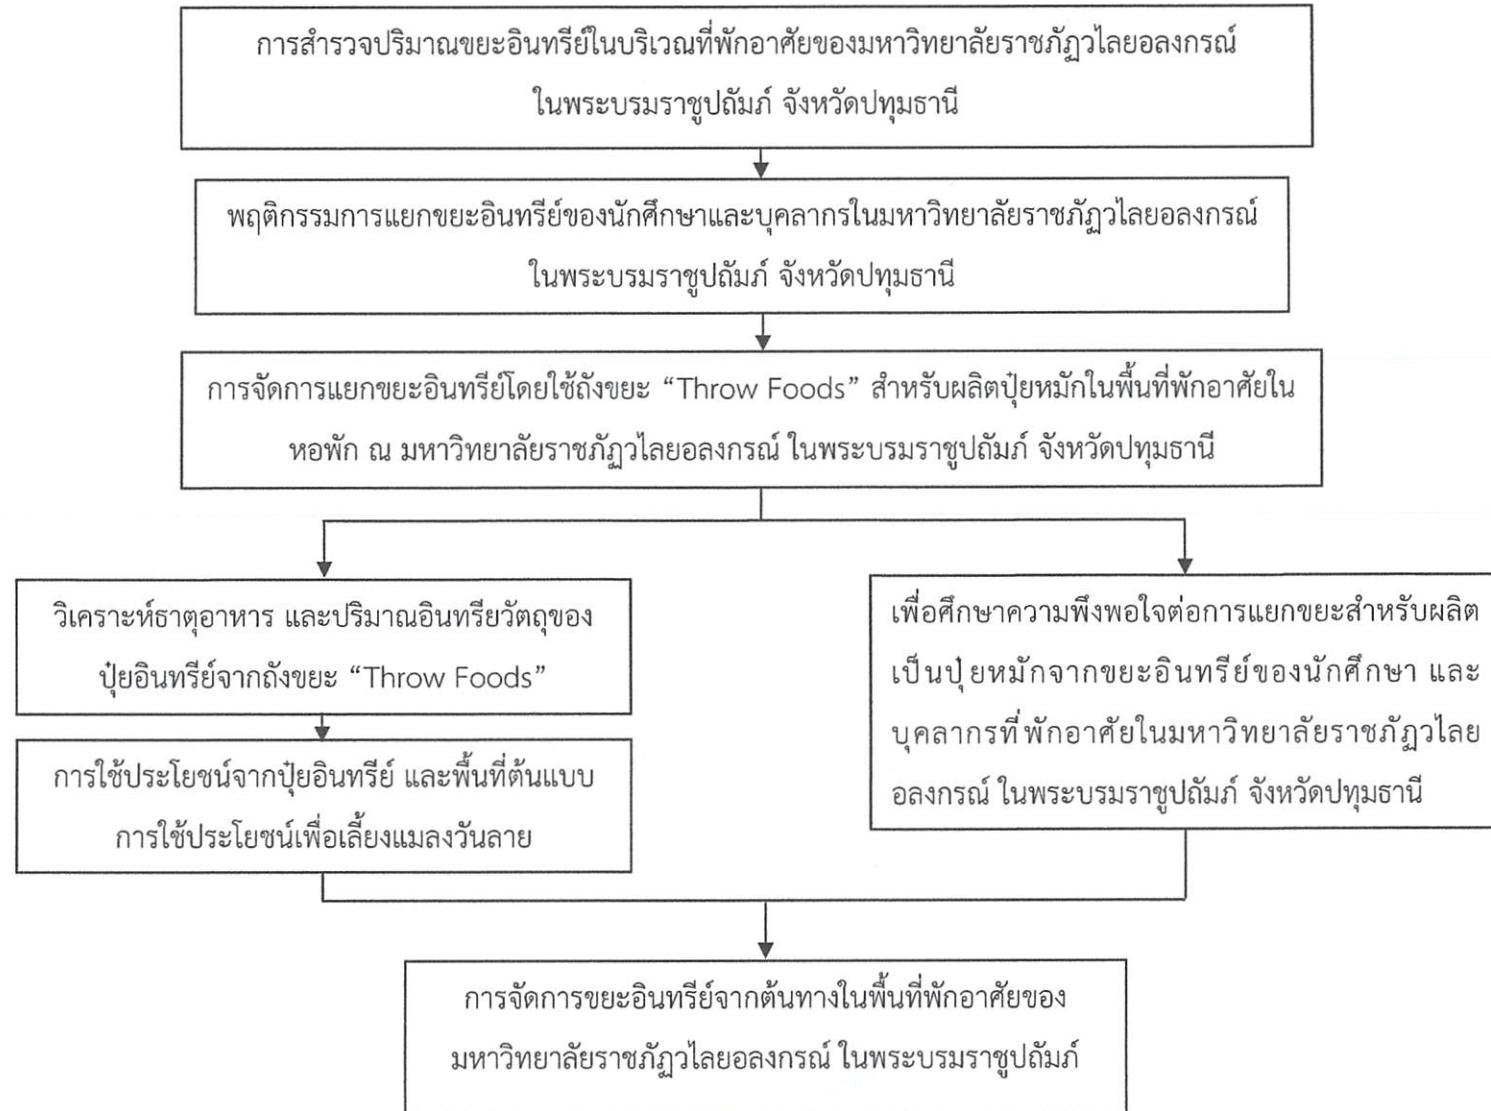 การสำรวจปริมาณขยะอินทรีย์ในบริเวณที่พักอาศัยของมหาวิทยาลัยราชภัฏวไลยอลงกรณ์
ในพระบรมราชูปถัมภ์ จังหวัดปทุมธานี
พฤติกรรมการแยกขยะอินทรีย์ของนักศึกษาและบุคลากรในมหาวิทยาลัยราชภัฏวไลยอลงกรณ์
ในพระบรมราชูปถัมภ์ จังหวัดปทุมธานี
การจัดการแยกขยะอินทรีย์โดยใช้ถังขยะ “Throw Foods” สำหรับผลิตปุ๋ยหมักในพื้นที่พักอาศัยใน
หอพัก ณ มหาวิทยาลัยราชภัฏวไลยอลงกรณ์ ในพระบรมราชูปถัมภ์ จังหวัดปทุมธานี
วิเคราะห์ธาตุอาหาร และปริมาณอินทรียวัตถุของ
ปุ๋ยอินทรีย์จากถังขยะ “Throw Foods”
การใช้ประโยชน์จากปุ๋ยอินทรีย์ และพื้นที่ต้นแบบ
การใช้ประโยชน์เพื่อเลี้ยงแมลงวันลาย
เพื่อศึกษาความพึงพอใจต่อการแยกขยะสำหรับผลิต
เป็นปุ๋ยหมักจากขยะอินทรีย์ของนักศึกษา และ
บุคลากรที่พักอาศัยในมหาวิทยาลัยราชภัฏวไลย
อลงกรณ์ ในพระบรมราชูปถัมภ์ จังหวัดปทุมธานี
การจัดการขยะอินทรีย์จากต้นทางในพื้นที่พักอาศัยของ
มหาวิทยาลัยราชภัฏวไลยอลงกรณ์ ในพระบรมราชูปถัมภ์